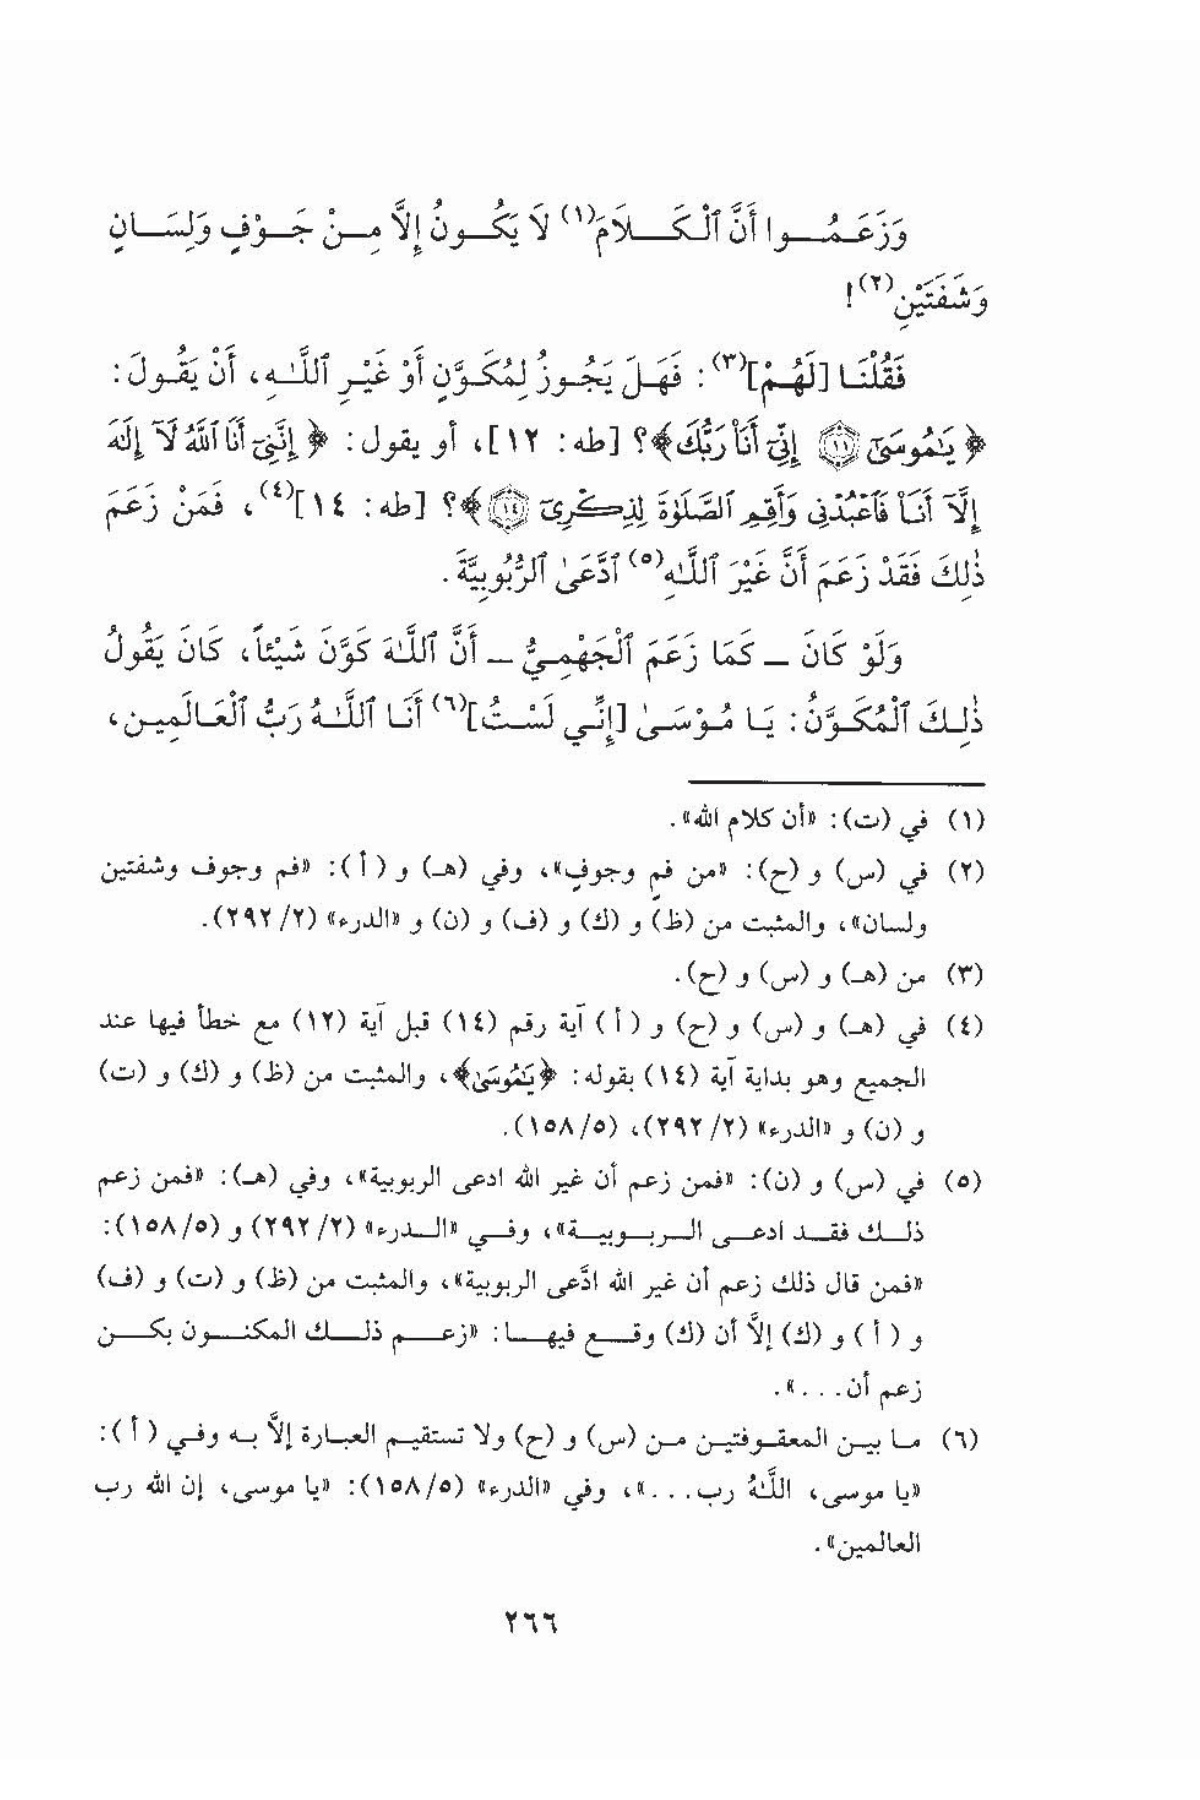 وَزَعَمُوا أَنَّ ٱلْكَلاَمَ(١) لاَ يَكُونُ إِلاَّ مِنْ جَوْفٍ وَلِسَانٍ
وَشَفَتَيْنِ(٢)!
فَقُلْنَا [لَهُمْ](٣): فَهَلَ يَجُوزُ لِمُكَوَّنٍ أَوْ غَيْرِ ٱللَّـٰهِ، أَنْ يَقُولَ:
﴿يَـٰمُوسَىٰٓ ۝١١ إِنِّىٓ أَنَا۠ رَبُّكَ﴾؟ [طه: ١٢]، أو يقول: ﴿إِنَّنِىٓ أَنَا ٱللَّهُ لَآ إِلَـٰهَ
إِلَّآ أَنَا۠ فَٱعْبُدْنِى وَأَقِمِ ٱلصَّلَوٰةَ لِذِكْرِىٓ ۝١٤﴾؟ [طه: ١٤](٤)، فَمَنْ زَعَمَ
ذٰلِكَ فَقَدْ زَعَمَ أَنَّ غَيْرَ ٱللَّـٰهِ(٥) ٱدَّعَىٰ ٱلرُّبُوبِيَّةَ.
وَلَوْ كَانَ ــ كَمَا زَعَمَ ٱلْجَهْمِيُّ ــ أَنَّ ٱللَّـٰهَ كَوَّنَ شَيْئاً، كَانَ يَقُولُ
ذٰلِكَ ٱلْمُكَوَّنُ: يَا مُوْسَىٰ [إِنِّي لَسْتُ](٦) أَنَا ٱللَّـٰهُ رَبُّ ٱلْعَالَمِين،
(١) في (ت): «أن كلام الله».
(٢) في (س) و (ح): «من فمٍ وجوفٍ»، وفي (هـ) و (أ): «فم وجوف وشفتين
ولسان»، والمثبت من (ظ) و (ك) و (ف) و (ن) و «الدرء» (٢/ ٢٩٢).
(٣) من (هـ) و (س) و (ح).
(٤) في (هـ) و (س) و (ح) و (أ) آية رقم (١٤) قبل آية (١٢) مع خطأ فيها عند
الجميع وهو بداية آية (١٤) بقوله: ﴿يَـٰمُوسَىٰ﴾، والمثبت من (ظ) و (ك) و (ت)
و (ن) و «الدرء» (٢/ ٢٩٢)، (٥/ ١٥٨).
(٥) في (س) و (ن): «فمن زعم أن غير الله ادعى الربوبية»، وفي (هـ): «فمن زعم
ذلك فقد ادعى الربوبية»، وفي «الدرء» (٢/ ٢٩٢) و (٥/ ١٥٨):
«فمن قال ذلك زعم أن غير الله ادَّعى الربوبية»، والمثبت من (ظ) و (ت) و (ف)
و (أ) و (ك) إلاَّ أن (ك) وقع فيها: «زعم ذلك المكنون بكن
زعم أن...».
(٦) ما بين المعقوفتين من (س) و (ح) ولا تستقيم العبارة إلاَّ به وفي (أ):
«يا موسى، اللَّـٰهُ رب...»، وفي «الدرء» (٥/ ١٥٨): «يا موسى، إن الله رب
العالمين».
٢٦٦